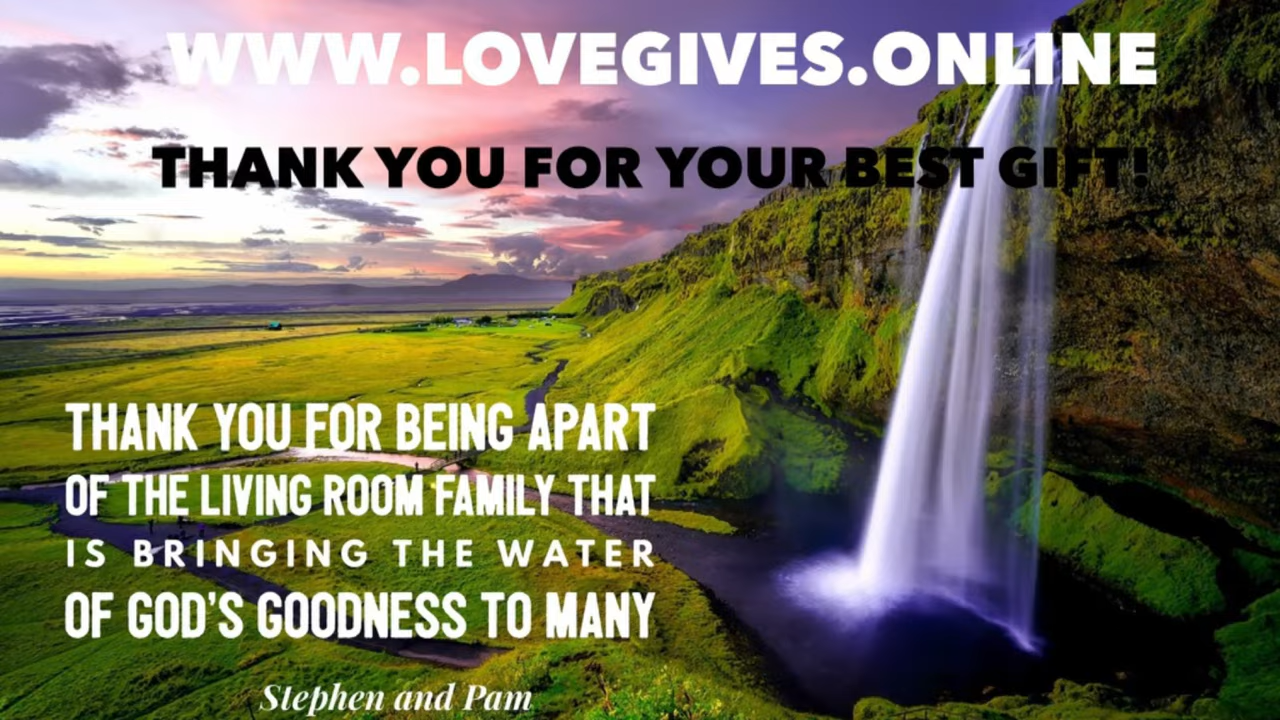 WWW.LOVEGIVES.ONLINE
THANK YOU FOR YOUR BEST GIFT!
THANK YOU FOR BEING APART
OF THE LIVING ROOM FAMILY THAT
IS BRINGING THE WATER
OF GOD'S GOODNESS TO MANY
Stephen and Pam